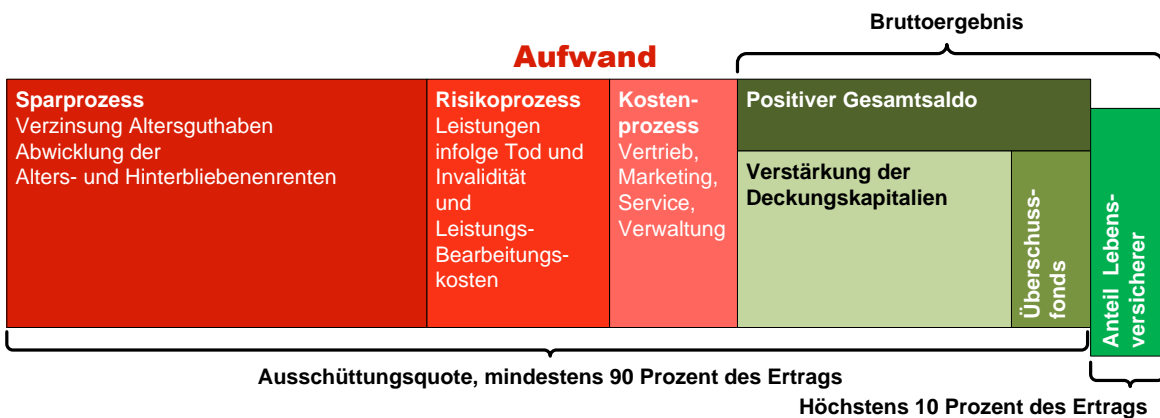 Bruttoergebnis
Aufwand
Sparprozess
Verzinsung Altersguthaben
Abwicklung der
Alters- und Hinterbliebenenrenten
Risikoprozess
Leistungen
infolge Tod und
Invalidität
und
Leistungs-
Bearbeitungs-
kosten
Kosten-
prozess
Vertrieb,
Marketing,
Service,
Verwaltung
Positiver Gesamtsaldo
Verstärkung der
Deckungskapitalien
Überschuss-
fonds
Anteil Lebens-
versicherer
Ausschüttungsquote, mindestens 90 Prozent des Ertrags
Höchstens 10 Prozent des Ertrags